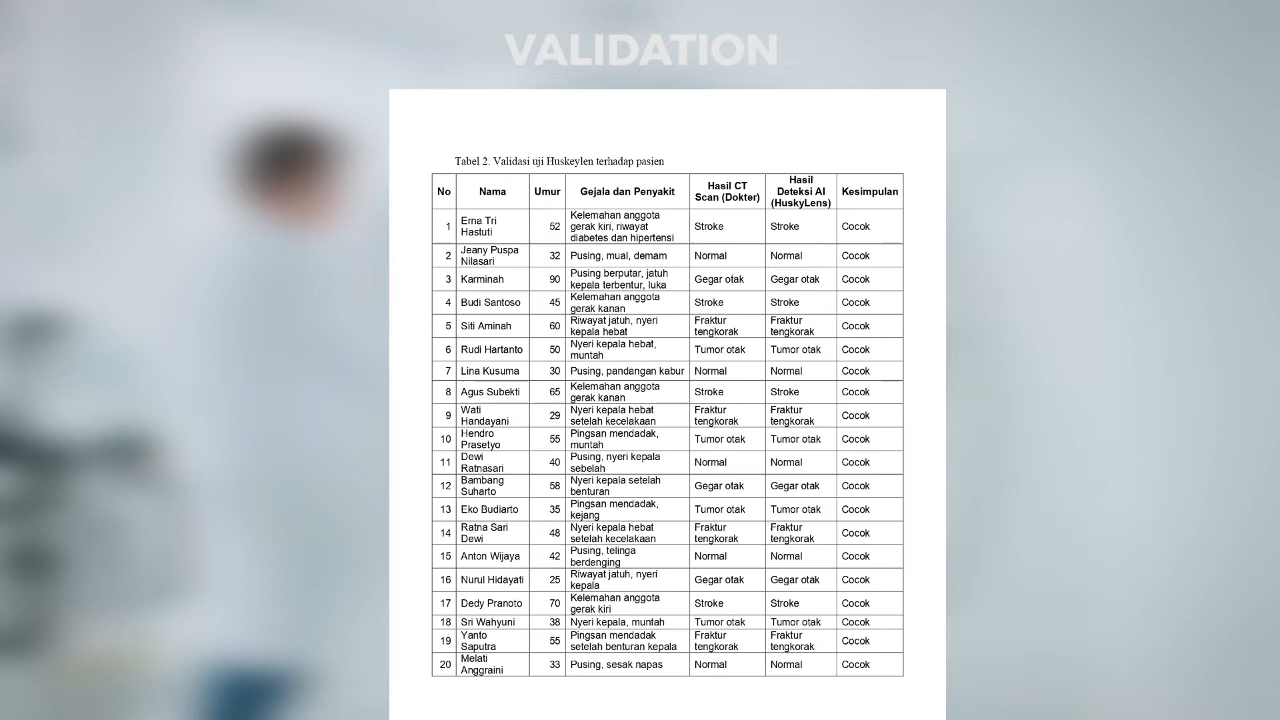 VALIDATION
Tabel 2. Validasi uji Huskeylen terhadap pasien
No Nama Umur Gejala dan Penyakit Hasil CT Scan (Dokter) Hasil Deteksi AI (HuskyLens) Kesimpulan
1 Erna Tri Hastuti 52 Kelemahan anggota gerak kiri, riwayat diabetes dan hipertensi Stroke Stroke Cocok
2 Jeany Puspa Nilasari 32 Pusing, mual, demam Normal Normal Cocok
3 Karminah 90 Pusing berputar, jatuh kepala terbentur, luka Gegar otak Gegar otak Cocok
4 Budi Santoso 45 Kelemahan anggota gerak kanan Stroke Stroke Cocok
5 Siti Aminah 60 Riwayat jatuh, nyeri kepala hebat Fraktur tengkorak Fraktur tengkorak Cocok
6 Rudi Hartanto 50 Nyeri kepala hebat, muntah Tumor otak Tumor otak Cocok
7 Lina Kusuma 30 Pusing, pandangan kabur Normal Normal Cocok
8 Agus Subekti 65 Kelemahan anggota gerak kanan Stroke Stroke Cocok
9 Wati Handayani 29 Nyeri kepala hebat setelah kecelakaan Fraktur tengkorak Fraktur tengkorak Cocok
10 Hendro Prasetyo 55 Pingsan mendadak, muntah Tumor otak Tumor otak Cocok
11 Dewi Ratnasari 40 Pusing, nyeri kepala sebelah Normal Normal Cocok
12 Bambang Suharto 58 Nyeri kepala setelah benturan Gegar otak Gegar otak Cocok
13 Eko Budiarto 35 Pingsan mendadak, kejang Tumor otak Tumor otak Cocok
14 Ratna Sari Dewi 48 Nyeri kepala hebat setelah kecelakaan Fraktur tengkorak Fraktur tengkorak Cocok
15 Anton Wijaya 42 Pusing, telinga berdenging Normal Normal Cocok
16 Nurul Hidayati 25 Riwayat jatuh, nyeri kepala Gegar otak Gegar otak Cocok
17 Dedy Pranoto 70 Kelemahan anggota gerak kiri Stroke Stroke Cocok
18 Sri Wahyuni 38 Nyeri kepala, muntah Tumor otak Tumor otak Cocok
19 Yanto Saputra 55 Pingsan mendadak setelah benturan kepala Fraktur tengkorak Fraktur tengkorak Cocok
20 Melati Anggraini 33 Pusing, sesak napas Normal Normal Cocok